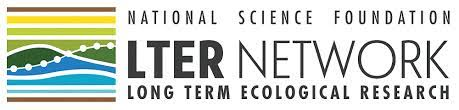 NATIONAL SCIENCE FOUNDATION
LTER NETWORK
LONG TERM ECOLOGICAL RESEARCH